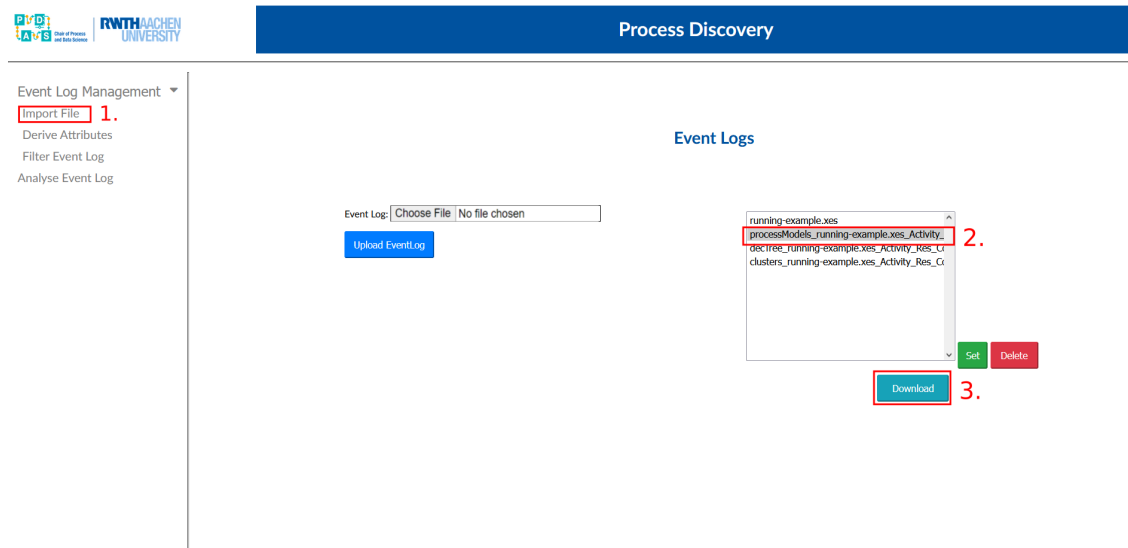 P D
A S
Chair of Process
and Data Science
RWTH AACHEN
UNIVERSITY
Process Discovery
Event Log Management
Import File 1.
Derive Attributes
Filter Event Log
Analyse Event Log
Event Logs
Event Log: Choose File No file chosen
Upload EventLog
running-example.xes
processModels_running-example.xes_Activity_ 2.
decTree_running-example.xes_Activity_Res_Co
clusters_running-example.xes_Activity_Res_Co
Set Delete
Download 3.